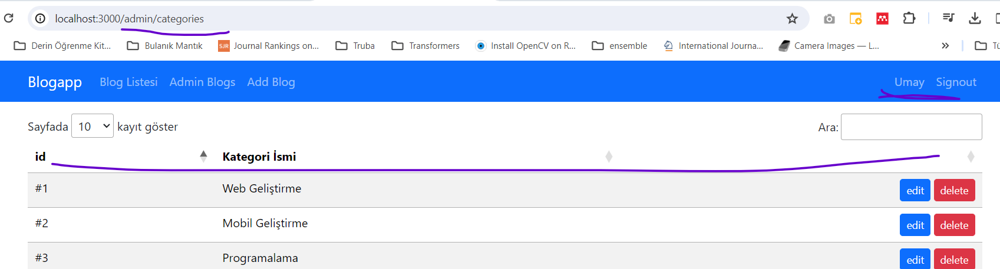 localhost:3000/admin/categories
Derin Öğrenme Kit... Bulanık Mantık SJR Journal Rankings on... Truba Transformers Install OpenCV on R... ensemble International Journa... Camera Images — L... » Tü
Blogapp Blog Listesi Admin Blogs Add Blog Umay Signout
Sayfada 10 kayıt göster Ara:
id Kategori İsmi
#1 Web Geliştirme edit delete
#2 Mobil Geliştirme edit delete
#3 Programalama edit delete